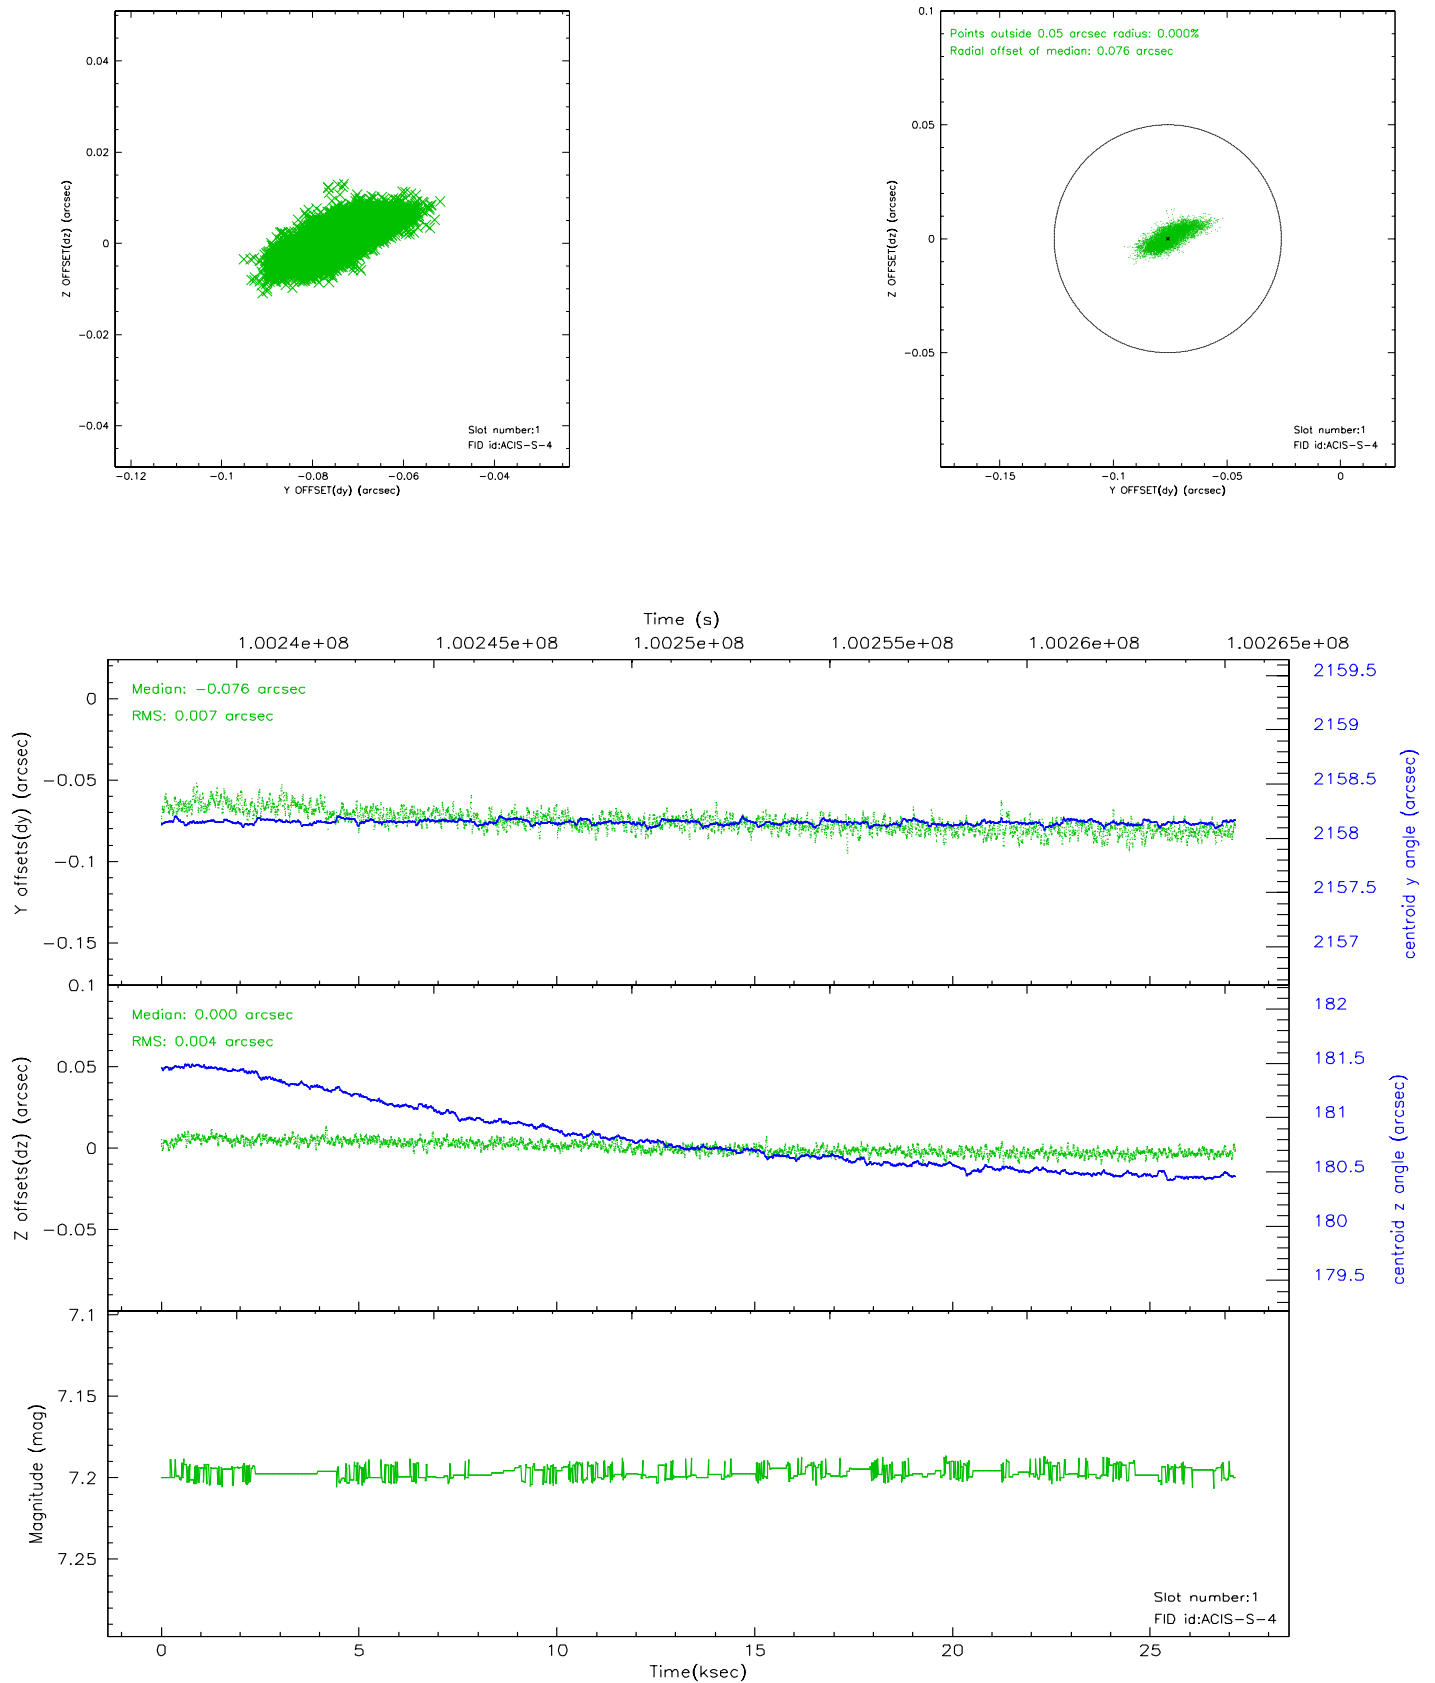 0.04
0.02
0
−0.02
−0.04
Z OFFSET(dz) (arcsec)
Slot number:1
FID id:ACIS−S−4
−0.12
−0.1
−0.08
−0.06
−0.04
Y OFFSET(dy) (arcsec)
0.1
0.05
0
−0.05
Z OFFSET(dz) (arcsec)
Points outside 0.05 arcsec radius: 0.000%
Radial offset of median: 0.076 arcsec
Slot number:1
FID id:ACIS−S−4
−0.15
−0.1
−0.05
0
Y OFFSET(dy) (arcsec)
Time (s)
1.0024e+08
1.00245e+08
1.0025e+08
1.00255e+08
1.0026e+08
1.00265e+08
Median: −0.076 arcsec
RMS: 0.007 arcsec
0
−0.05
−0.1
−0.15
Y offsets(dy) (arcsec)
2159.5
2159
2158.5
2158
2157.5
2157
centroid y angle (arcsec)
Median: 0.000 arcsec
RMS: 0.004 arcsec
0.1
0.05
0
−0.05
Z offsets(dz) (arcsec)
182
181.5
181
180.5
180
179.5
centroid z angle (arcsec)
7.1
7.15
7.2
7.25
Magnitude (mag)
Slot number:1
FID id:ACIS−S−4
0
5
10
15
20
25
Time(ksec)